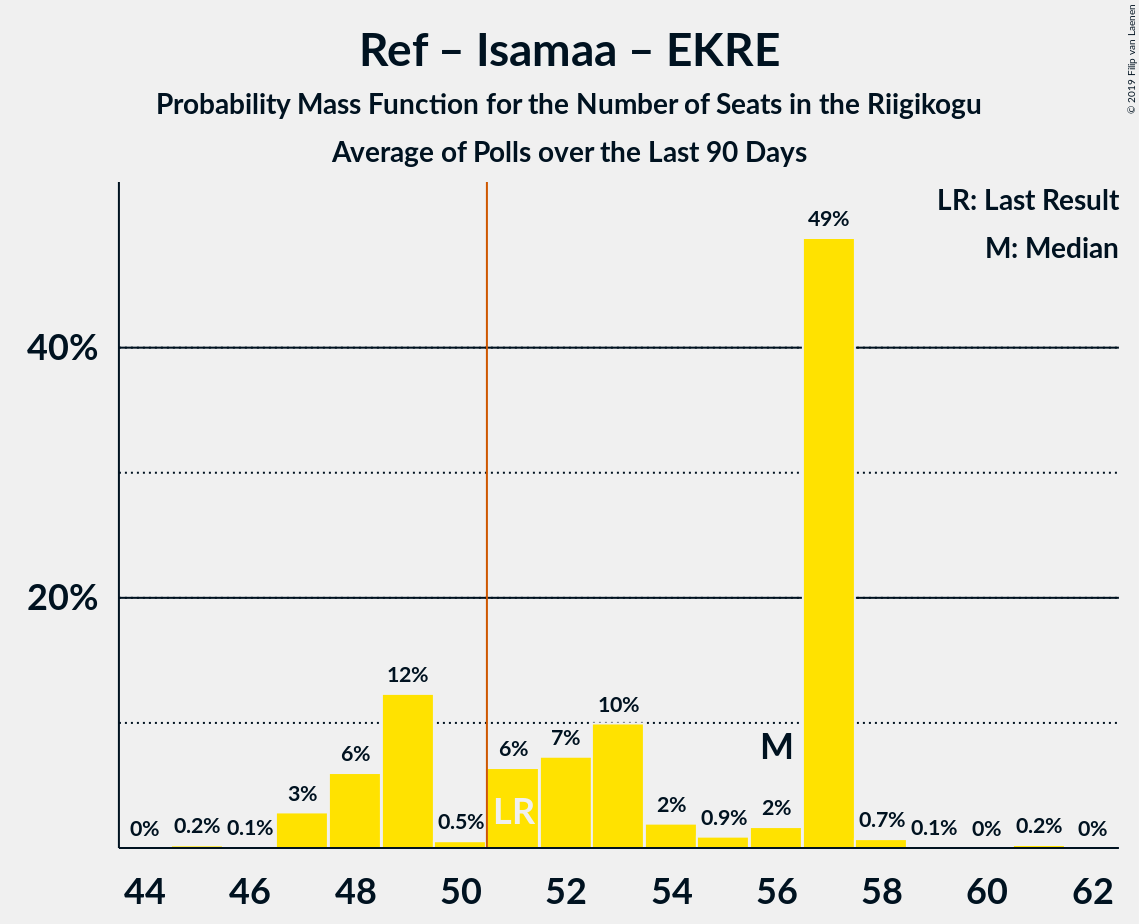 Ref – Isamaa – EKRE
Probability Mass Function for the Number of Seats in the Riigikogu
Average of Polls over the Last 90 Days
© 2019 Filip van Laenen
LR: Last Result
M: Median
40%
20%
0%
0.2%
0.1%
3%
6%
12%
0.5%
6%
7%
10%
2%
0.9%
2%
49%
0.7%
0.1%
0%
0.2%
0%
LR
M
44 46 48 50 52 54 56 58 60 62